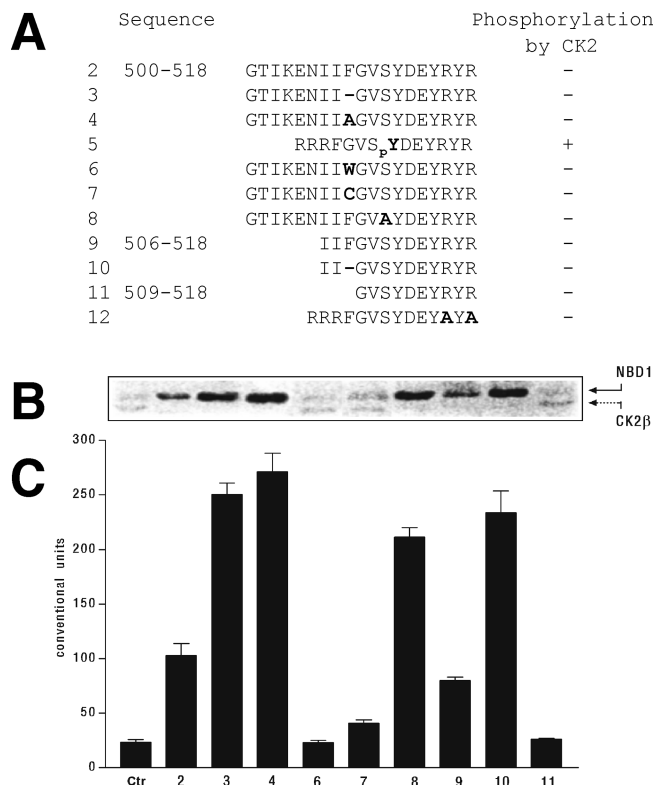 A
Sequence Phosphorylation
by CK2
2 500-518 GTIKENIIFGVSYDEYRYR –
3 GTIKENII-GVSYDEYRYR –
4 GTIKENIIAGVSYDEYRYR –
5 RRRFGVSpYDEYRYR +
6 GTIKENIIWGVSYDEYRYR –
7 GTIKENIICGVSYDEYRYR –
8 GTIKENIIFGVAYDEYRYR –
9 506-518 IIFGVSYDEYRYR –
10 II-GVSYDEYRYR –
11 509-518 GVSYDEYRYR –
12 RRRFGVSYDEYAYA –
B
NBD1
CK2β
C
conventional units
300
250
200
150
100
50
0
Ctr 2 3 4 6 7 8 9 10 11